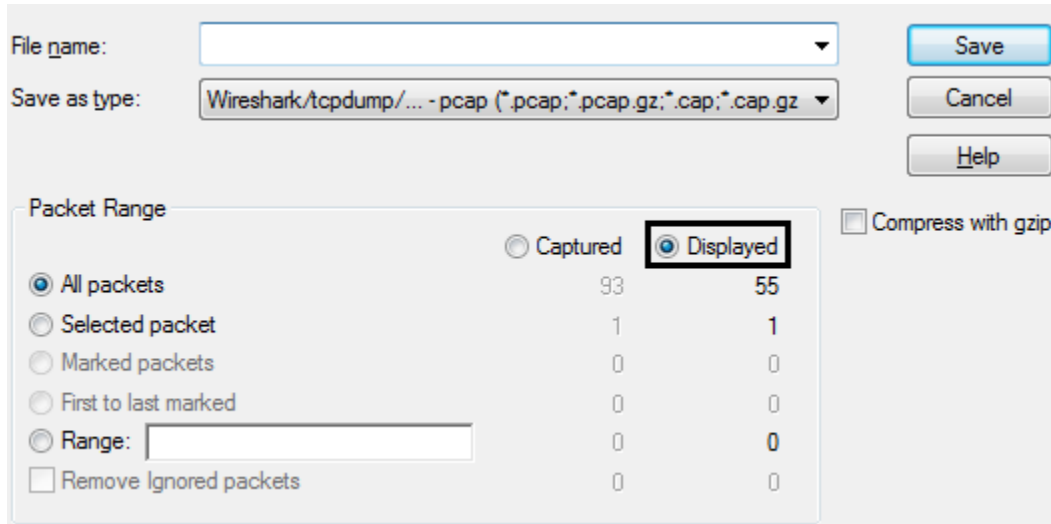 File name:
Save
Save as type: Wireshark/tcpdump/... - pcap (*.pcap;*.pcap.gz;*.cap;*.cap.gz
Cancel
Help
Packet Range
Compress with gzip
Captured Displayed
All packets 93 55
Selected packet 1 1
Marked packets 0 0
First to last marked 0 0
Range: 0 0
Remove Ignored packets 0 0